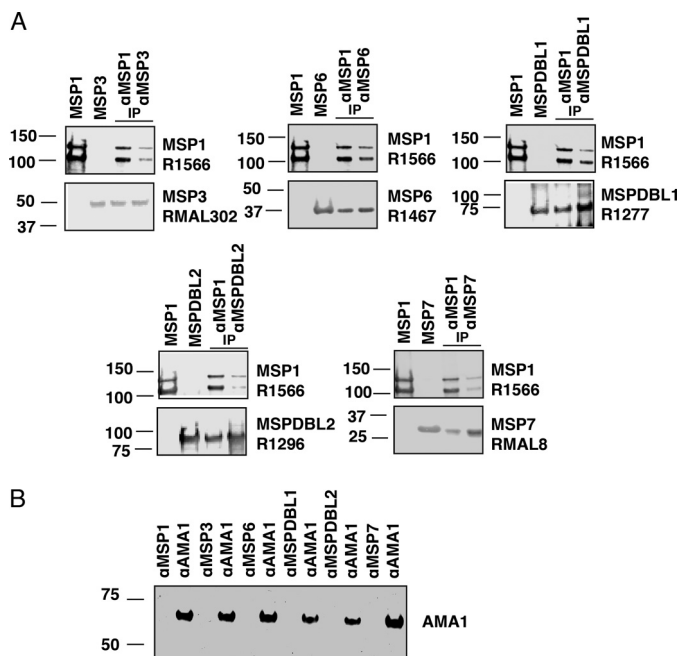 A
MSP1
MSP3
αMSP1
αMSP3
IP
150
100
MSP1
R1566
50
37
MSP3
RMAL302
MSP1
MSP6
αMSP1
αMSP6
IP
150
100
MSP1
R1566
50
37
MSP6
R1467
MSP1
MSPDBL1
αMSP1
αMSPDBL1
IP
150
100
MSP1
R1566
100
75
MSPDBL1
R1277
MSP1
MSPDBL2
αMSP1
αMSPDBL2
IP
150
100
MSP1
R1566
100
75
MSPDBL2
R1296
MSP1
MSP7
αMSP1
αMSP7
IP
150
100
MSP1
R1566
37
25
MSP7
RMAL8
B
αMSP1
αAMA1
αMSP3
αAMA1
αMSP6
αAMA1
αMSPDBL1
αAMA1
αMSPDBL2
αAMA1
αMSP7
αAMA1
75
50
AMA1